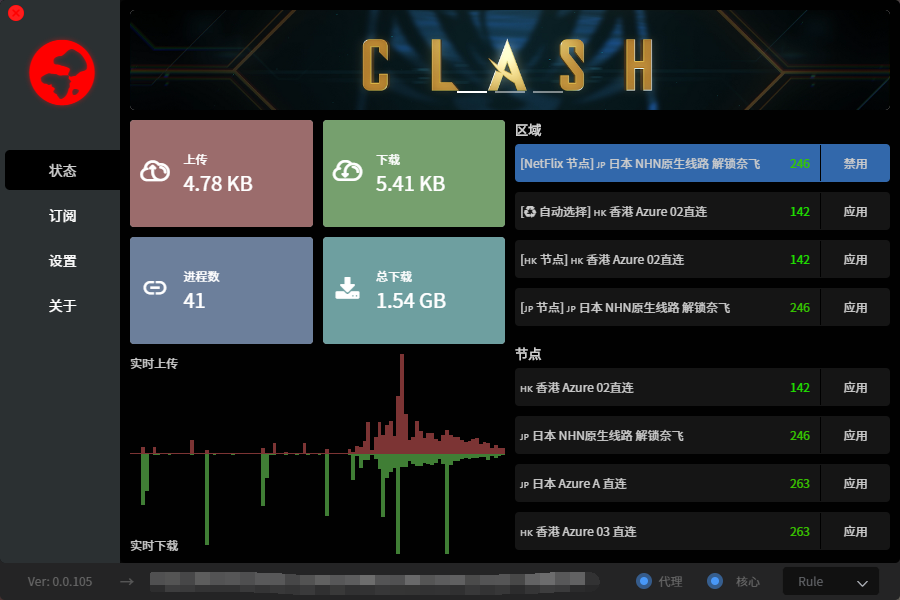 CLASH
状态
订阅
设置
关于
上传
4.78 KB
下载
5.41 KB
进程数
41
总下载
1.54 GB
实时上传
实时下载
区域
[NetFlix 节点] JP 日本 NHN原生线路 解锁奈飞 246 禁用
[♻ 自动选择] HK 香港 Azure 02直连 142 应用
[HK 节点] HK 香港 Azure 02直连 142 应用
[JP 节点] JP 日本 NHN原生线路 解锁奈飞 246 应用
节点
HK 香港 Azure 02直连 142 应用
JP 日本 NHN原生线路 解锁奈飞 246 应用
JP 日本 Azure A 直连 263 应用
HK 香港 Azure 03 直连 263 应用
Ver: 0.0.105 → 代理 核心 Rule